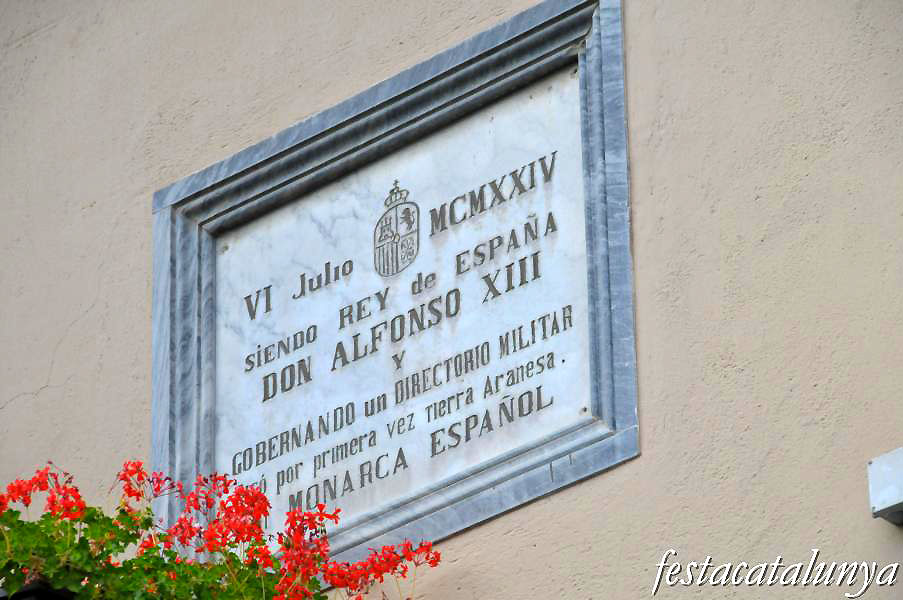 VI Julio MCMXXIV
SIENDO REY de ESPAÑA
DON ALFONSO XIII
Y
GOBERNANDO un DIRECTORIO MILITAR
por primera vez tierra Aranesa.
MONARCA ESPAÑOL
festacatalunya